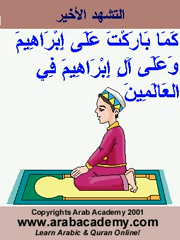 التشهد الأخير
كَمَا بَارَكْتَ عَلَى إِبْرَاهِيمَ
وَعَلَى آلِ إِبْرَاهِيمَ فِي
العَالَمِينَ
Copyrights Arab Academy 2001
www.arabacademy.com
Learn Arabic & Quran Online!